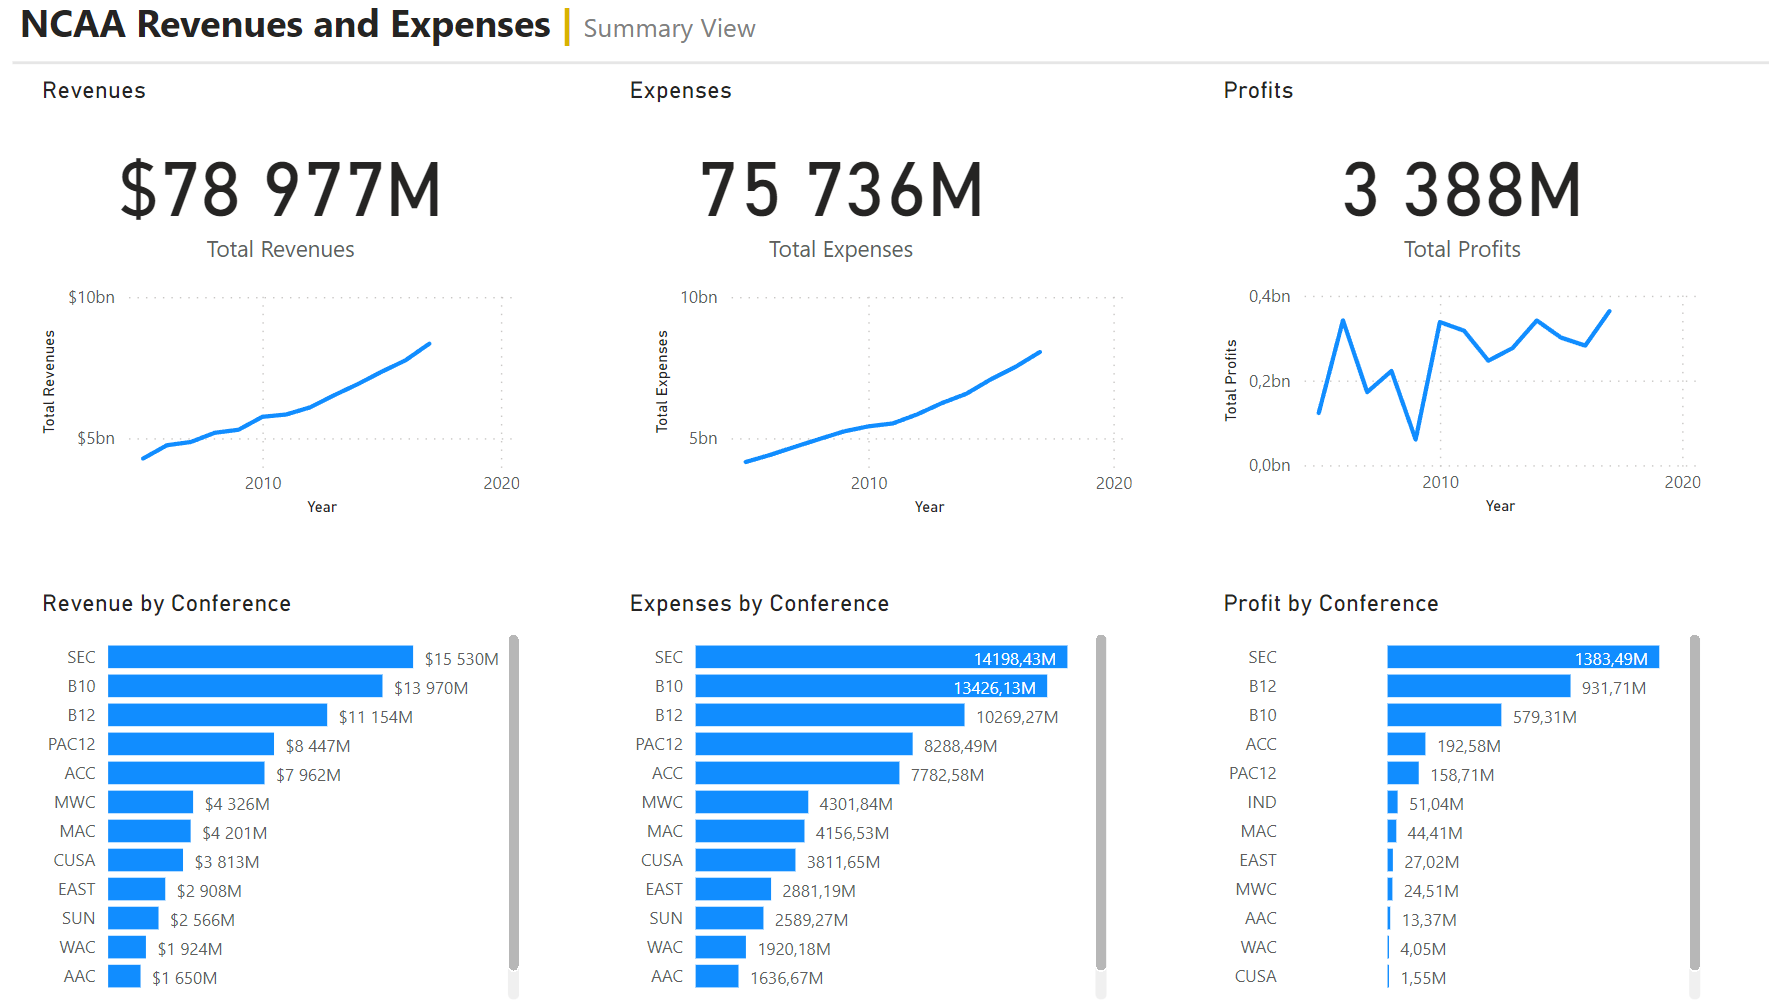 NCAA Revenues and Expenses | Summary View
Revenues
$78 977M
Total Revenues
Total Revenues
$10bn
$5bn
2010
2020
Year
Expenses
75 736M
Total Expenses
Total Expenses
10bn
5bn
2010
2020
Year
Profits
3 388M
Total Profits
Total Profits
0,4bn
0,2bn
0,0bn
2010
2020
Year
Revenue by Conference
SEC $15 530M
B10 $13 970M
B12 $11 154M
PAC12 $8 447M
ACC $7 962M
MWC $4 326M
MAC $4 201M
CUSA $3 813M
EAST $2 908M
SUN $2 566M
WAC $1 924M
AAC $1 650M
Expenses by Conference
SEC 14198,43M
B10 13426,13M
B12 10269,27M
PAC12 8288,49M
ACC 7782,58M
MWC 4301,84M
MAC 4156,53M
CUSA 3811,65M
EAST 2881,19M
SUN 2589,27M
WAC 1920,18M
AAC 1636,67M
Profit by Conference
SEC 1383,49M
B12 931,71M
B10 579,31M
ACC 192,58M
PAC12 158,71M
IND 51,04M
MAC 44,41M
EAST 27,02M
MWC 24,51M
AAC 13,37M
WAC 4,05M
CUSA 1,55M